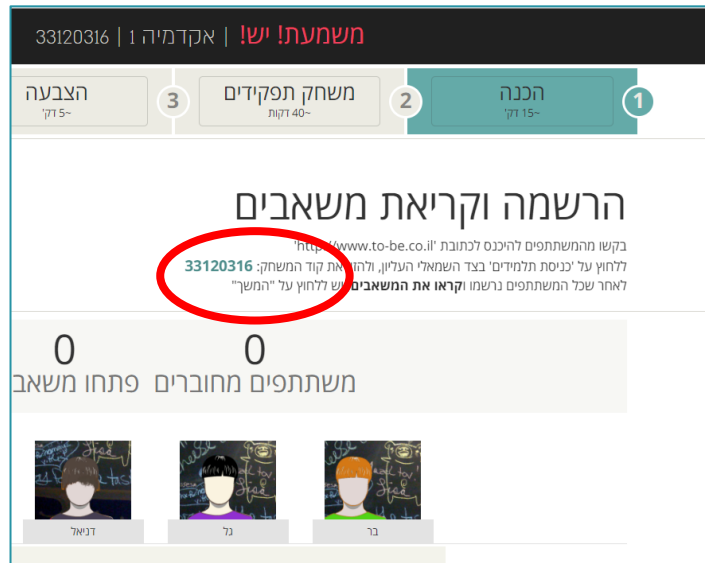 משמעת! יש! | אקדמיה 1 | 33120316
1 הכנה
~15 דק'
2 משחק תפקידים
~40 דקות
3 הצבעה
~5 דק'
הרשמה וקריאת משאבים
בקשו מהמשתתפים להיכנס לכתובת 'http://www.to-be.co.il'
ללחוץ על 'כניסת תלמידים' בצד השמאלי העליון, ולהזין את קוד המשחק: 33120316
לאחר שכל המשתתפים נרשמו וקראו את המשאבים יש ללחוץ על "המשך"
0 0
משתתפים מחוברים פתחו משאב
בר גל דניאל